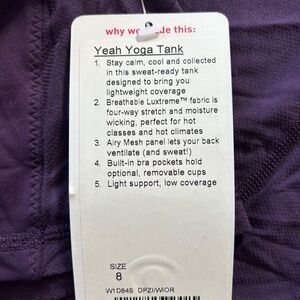 why we made this:
Yeah Yoga Tank
1. Stay calm, cool and collected
in this sweat-ready tank
designed to bring you
lightweight coverage
2. Breathable Luxtreme™ fabric is
four-way stretch and moisture
wicking, perfect for hot
classes and hot climates
3. Airy Mesh panel lets your back
ventilate (and sweat!)
4. Built-in bra pockets hold
optional, removable cups
5. Light support, low coverage
SIZE
8
W1D84S DPZI/WIOR